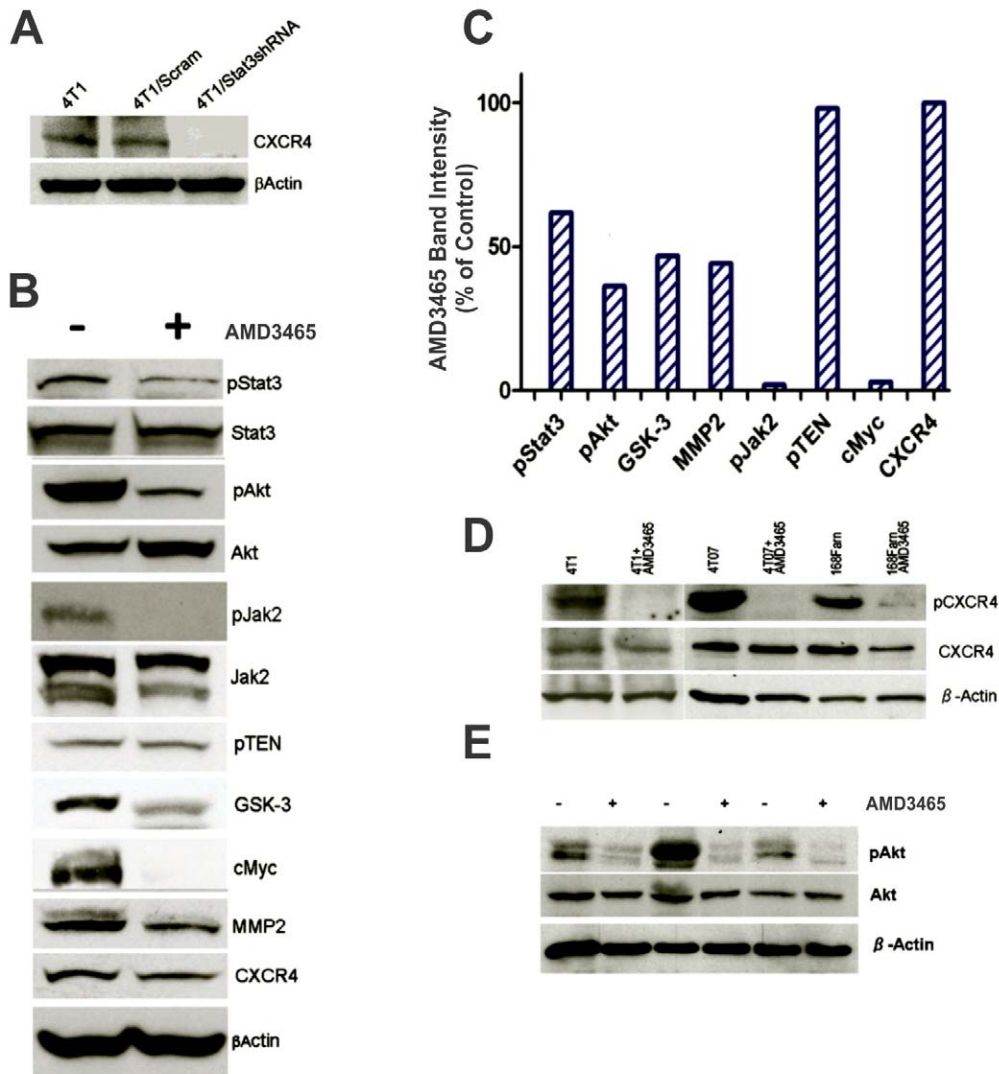 A
4T1
4T1/Scram
4T1/Stat3shRNA
CXCR4
βActin
B
- + AMD3465
pStat3
Stat3
pAkt
Akt
pJak2
Jak2
pTEN
GSK-3
cMyc
MMP2
CXCR4
βActin
C
AMD3465 Band Intensity
(% of Control)
100
50
0
pStat3
pAkt
GSK-3
MMP2
pJak2
pTEN
cMyc
CXCR4
D
4T1
4T1+
AMD3465
4T07
4T07+
AMD3465
168Farn
168Farn
AMD3465
pCXCR4
CXCR4
β-Actin
E
- + - + - + AMD3465
pAkt
Akt
β-Actin